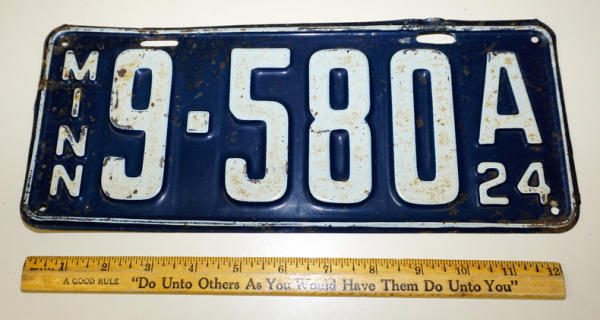 MINN 9·580 A 24
1 2 3 4 5 6 7 8 9 10 11 12
A GOOD RULE "Do Unto Others As You Would Have Them Do Unto You"